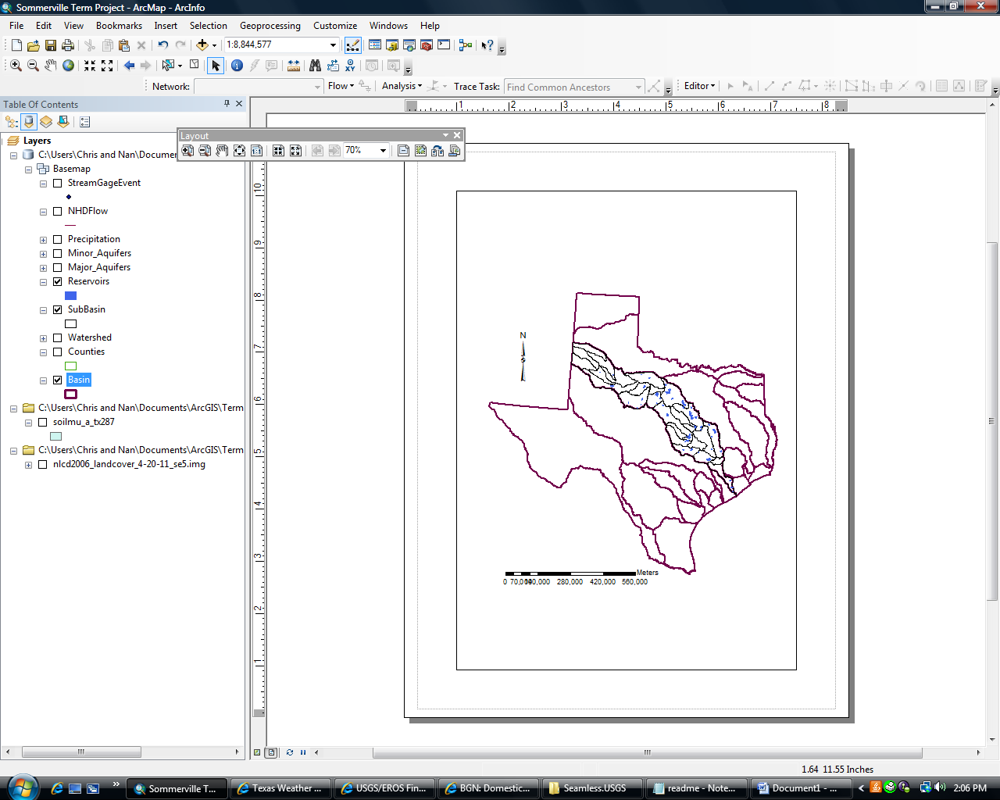 Sommerville Term Project - ArcMap - ArcInfo
File Edit View Bookmarks Insert Selection Geoprocessing Customize Windows Help
1:8,844,577
Network: Flow Analysis Trace Task: Find Common Ancestors Editor
Table Of Contents
Layout
70%
Layers
C:\Users\Chris and Nan\Documen
Basemap
StreamGageEvent
NHDFlow
Precipitation
Minor_Aquifers
Major_Aquifers
Reservoirs
SubBasin
Watershed
Counties
Basin
C:\Users\Chris and Nan\Documents\ArcGIS\Term
soilmu_a_tx287
C:\Users\Chris and Nan\Documents\ArcGIS\Term
nlcd2006_landcover_4-20-11_se5.img
1 2 3 4 5 6 7 8
10
9
8
7
6
5
4
3
2
1
N
Meters
0 70,000 140,000 280,000 420,000 560,000
1.64 11.55 Inches
Sommerville T... Texas Weather ... USGS/EROS Fin... BGN: Domestic... Seamless.USGS readme - Note... Document1 - ... 2:06 PM